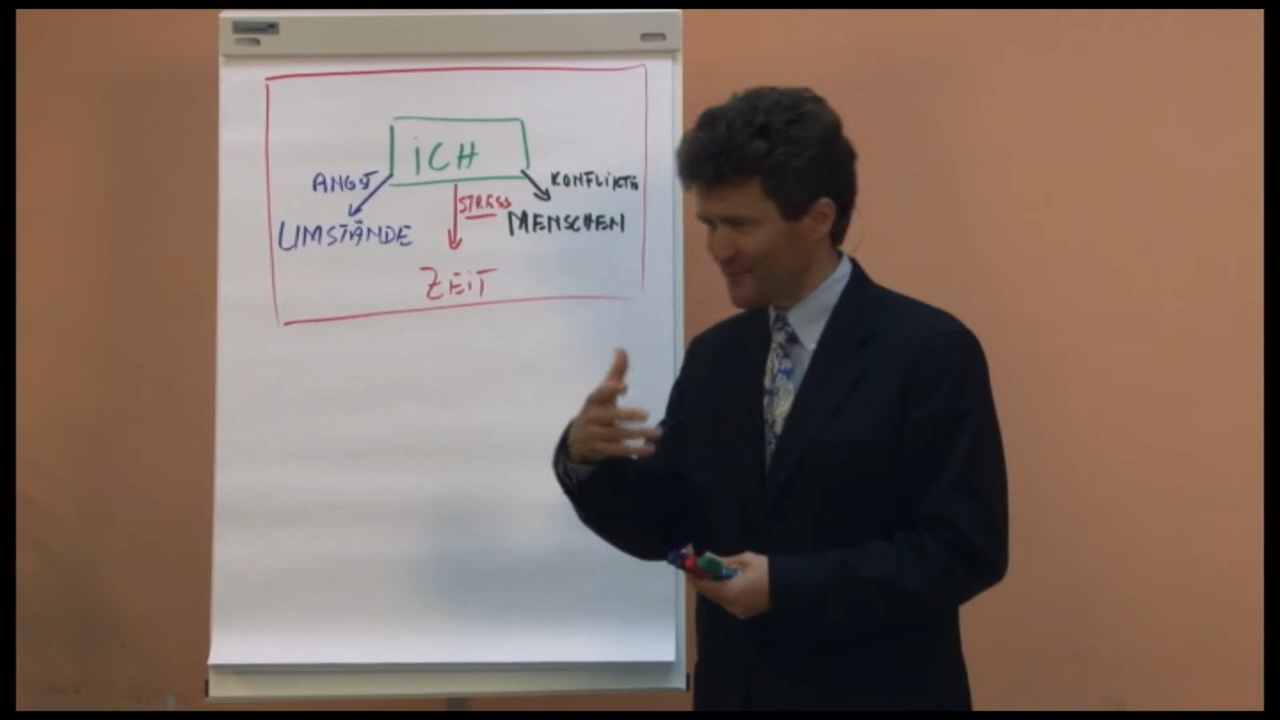 iCH
ANGST
KONFLIKTE
STRESS
UMSTÄNDE
MENSCHEN
ZEIT